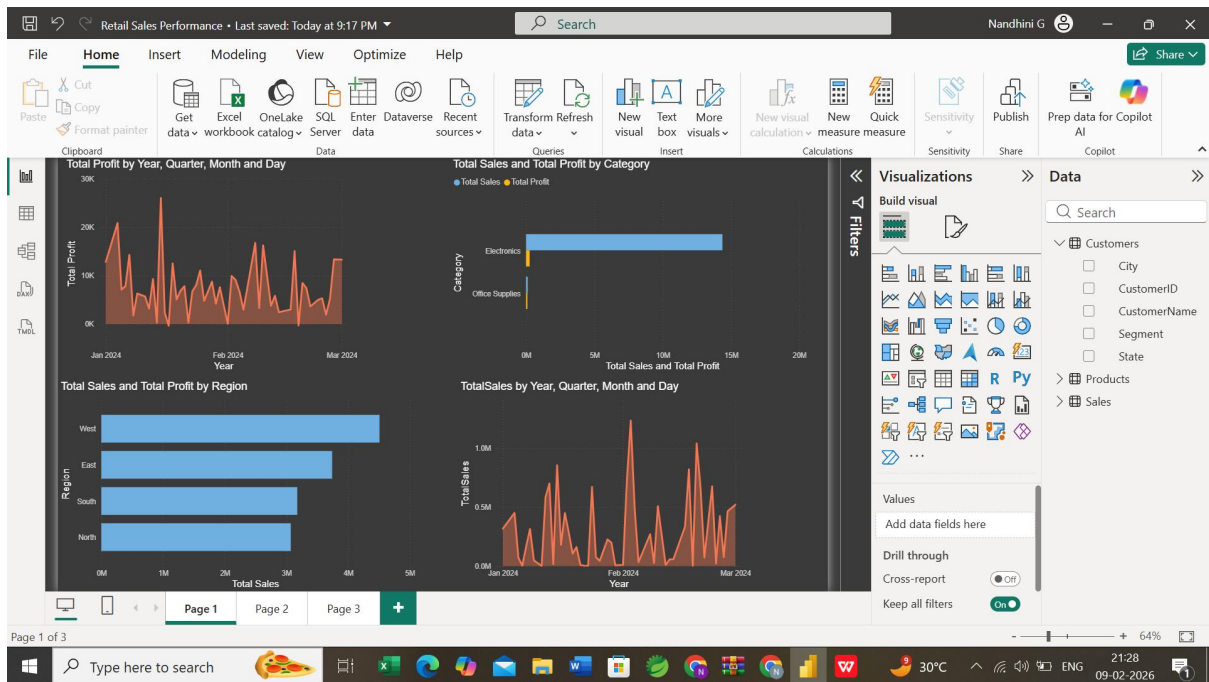 Retail Sales Performance • Last saved: Today at 9:17 PM
Search
Nandhini G
File Home Insert Modeling View Optimize Help
Share
Paste
Cut
Copy
Format painter
Get data
Excel workbook
OneLake catalog
SQL Server
Enter data
Dataverse
Recent sources
Transform data
Refresh
New visual
Text box
More visuals
New visual calculation
New measure
Quick measure
Sensitivity
Publish
Prep data for AI
Copilot
Clipboard Data Queries Insert Calculations Sensitivity Share Copilot
Total Profit by Year, Quarter, Month and Day
30K
20K
10K
0K
Total Profit
Jan 2024 Feb 2024 Mar 2024
Year
Total Sales and Total Profit by Category
Total Sales Total Profit
Category
Electronics
Office Supplies
0M 5M 10M 15M 20M
Total Sales and Total Profit
Total Sales and Total Profit by Region
Region
West
East
South
North
0M 1M 2M 3M 4M 5M
Total Sales
TotalSales by Year, Quarter, Month and Day
TotalSales
1.0M
0.5M
0.0M
Jan 2024 Feb 2024 Mar 2024
Year
Filters
Visualizations
Build visual
R Py
123
Values
Add data fields here
Drill through
Cross-report Off
Keep all filters On
Data
Search
Customers
City
CustomerID
CustomerName
Segment
State
Products
Sales
DAX
TMDL
Page 1 Page 2 Page 3
Page 1 of 3
64%
Type here to search
9
30°C
ENG
21:28
09-02-2026
1